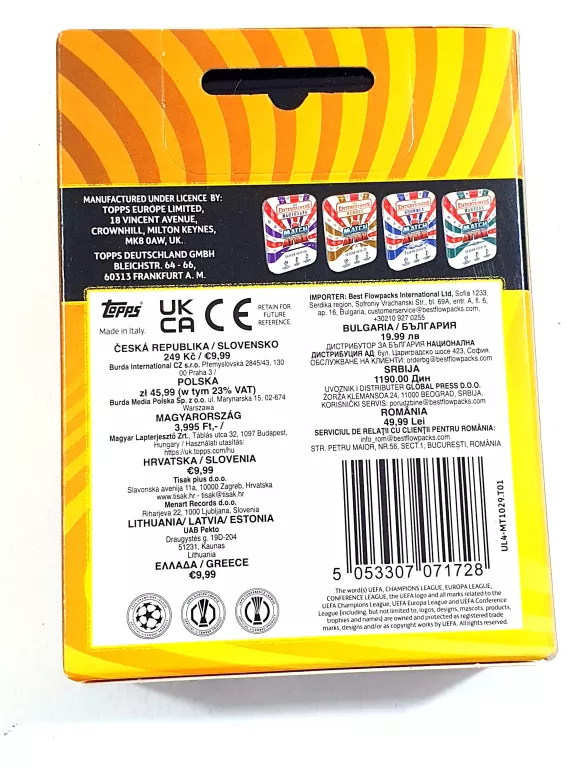 MANUFACTURED UNDER LICENCE BY:
TOPPS EUROPE LIMITED,
18 VINCENT AVENUE,
CROWNHILL, MILTON KEYNES,
MK8 0AW, UK.
TOPPS DEUTSCHLAND GMBH
BLEICHSTR. 64 - 66,
60313 FRANKFURT A. M.
MATCH ATTAX
MATCH ATTAX
MATCH ATTAX
MATCH ATTAX
Topps
UK
CA
CE
RETAIN FOR
FUTURE
REFERENCE.
Made in Italy.
ČESKÁ REPUBLIKA / SLOVENSKO
249 Kč / €9,99
Burda International CZ s.r.o. Přemyslovská 2845/43, 130
00 Praha 3 /
POLSKA
zł 45,99 (w tym 23% VAT)
Burda Media Polska Sp. z o.o, ul. Marynarska 15, 02-674
Warszawa
MAGYARORSZÁG
3,995 Ft,- /
Magyar Lapterjesztő Zrt., Táblás utca 32, 1097 Budapest,
Hungary / Használati utasítás:
https://uk.topps.com/hu
HRVATSKA / SLOVENIA
€9,99
Tisak plus d.o.o.
Slavonska avenija 11a, 10000 Zagreb, Hrvatska
www.tisak - tisak@tisak
Menart Records d.o.o.
Riharjeva 22, 1000 Ljubljana, Slovenia
LITHUANIA/ LATVIA/ ESTONIA
UAB Pekto
Draugystės g. 19D-204
51231, Kaunas
Lithuania
ΕΛΛΑΔΑ / GREECE
€9,99
IMPORTER: Best Flowpacks International Ltd, Sofia 1233,
Serdika region, Sofroniy Vrachanski Str., bl. 69A, entr. A, fl. 6,
ap. 16, Bulgaria, customerservice@bestflowpacks.com,
+30210 927 0255
BULGARIA / БЪЛГАРИЯ
19.99 лв
ДИСТРИБУТОР ЗА БЪЛГАРИЯ НАЦИОНАЛНА
ДИСТРИБУЦИЯ АД, бул. Цариградско шосе 423, София,
ОБСЛУЖВАНЕ НА КЛИЕНТИ: orderbg@bestflowpacks.com
SRBIJA
1190.00 Дин
UVOZNIK I DISTRIBUTER GLOBAL PRESS D.O.O.
ŽORŽA KLEMANSOA 24, 11000 BEOGRAD, SRBIJA,
KORISNIČKI SERVIS: porudzbine@bestflowpacks.com
ROMÂNIA
49,99 Lei
SERVICIUL DE RELAȚII CU CLIENȚII PENTRU ROMÂNIA:
info_rom@bestflowpacks.com
STR. PETRU MAIOR, NR.56, SECT.1, BUCUREȘTI, ROMÂNIA
5 053307 071728
UL4-MT1029.T01
The word(s) UEFA, CHAMPIONS LEAGUE, EUROPA LEAGUE,
CONFERENCE LEAGUE, the UEFA logo and all marks related to the
UEFA Champions League, UEFA Europa League and UEFA Conference
League (including, but not limited to, logos, designs, mascots, products,
trophies and names) are owned and protected as registered trade
marks, designs and/or as copyright works by UEFA.